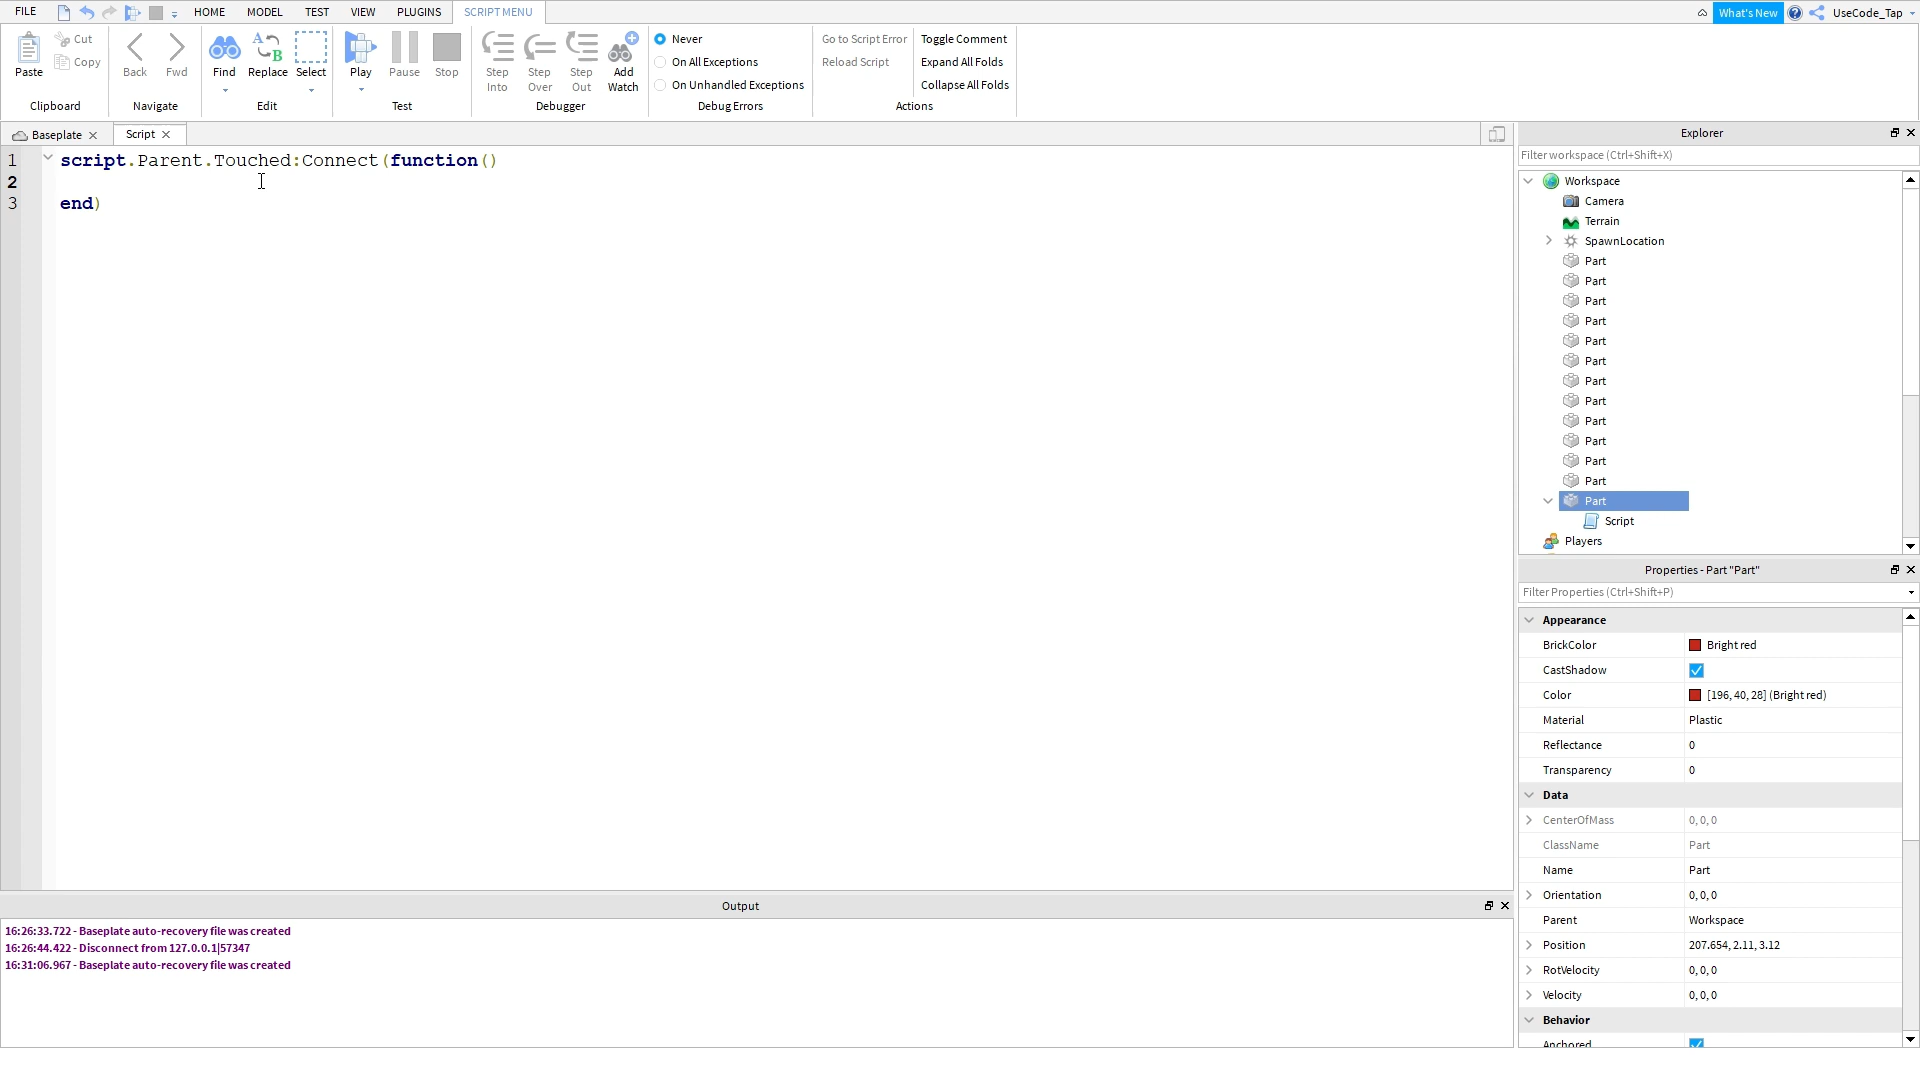 FILE
HOME
MODEL
TEST
VIEW
PLUGINS
SCRIPT MENU
What's New
UseCode_Tap
Paste
Cut
Copy
Clipboard
Back
Fwd
Navigate
Find
Replace
Select
Edit
Play
Pause
Stop
Test
Step Into
Step Over
Step Out
Add Watch
Debugger
Never
On All Exceptions
On Unhandled Exceptions
Debug Errors
Go to Script Error
Reload Script
Toggle Comment
Expand All Folds
Collapse All Folds
Actions
Baseplate
Script
1 script.Parent.Touched:Connect(function()
2
3 end)
Explorer
Filter workspace (Ctrl+Shift+X)
Workspace
Camera
Terrain
SpawnLocation
Part
Part
Part
Part
Part
Part
Part
Part
Part
Part
Part
Part
Part
Script
Players
Properties - Part "Part"
Filter Properties (Ctrl+Shift+P)
Appearance
BrickColor Bright red
CastShadow
Color [196, 40, 28] (Bright red)
Material Plastic
Reflectance 0
Transparency 0
Data
CenterOfMass 0, 0, 0
ClassName Part
Name Part
Orientation 0, 0, 0
Parent Workspace
Position 207.654, 2.11, 3.12
RotVelocity 0, 0, 0
Velocity 0, 0, 0
Behavior
Anchored
Output
16:26:33.722 - Baseplate auto-recovery file was created
16:26:44.422 - Disconnect from 127.0.0.1|57347
16:31:06.967 - Baseplate auto-recovery file was created